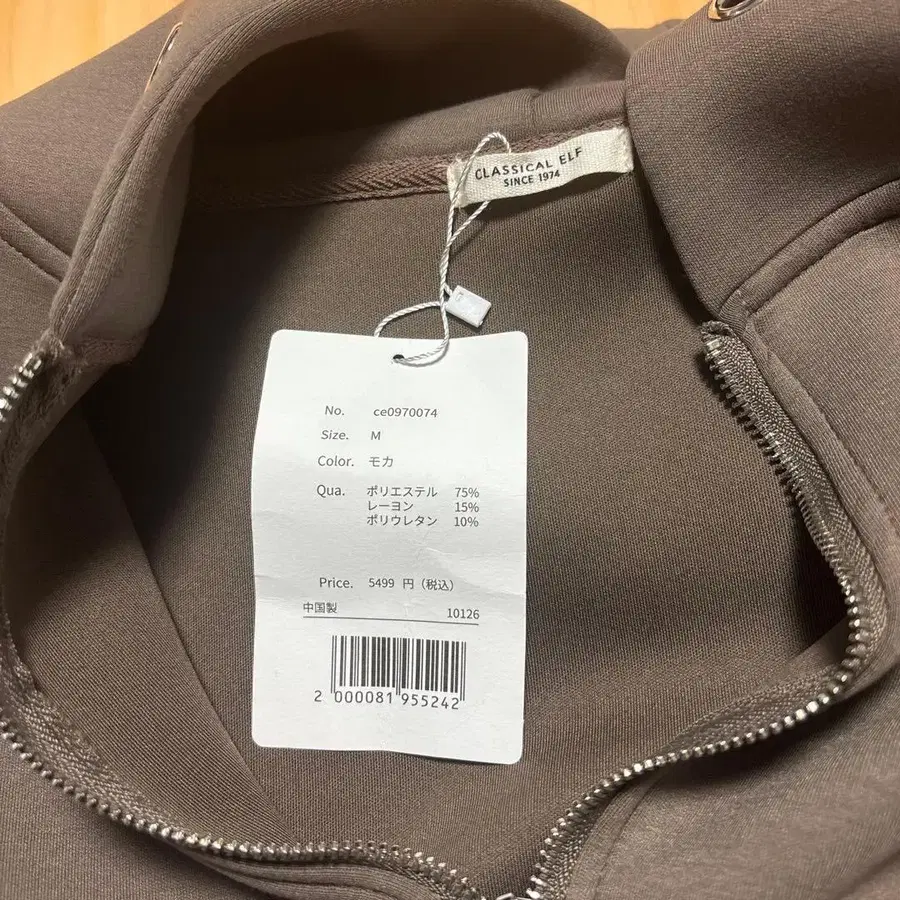 CLASSICAL ELF
SINCE 1974
No. ce0970074
Size. M
Color. モカ
Qua. ポリエステル 75%
レーヨン 15%
ポリウレタン 10%
Price. 5499 円（税込）
中国製 10126
2 000081 955242